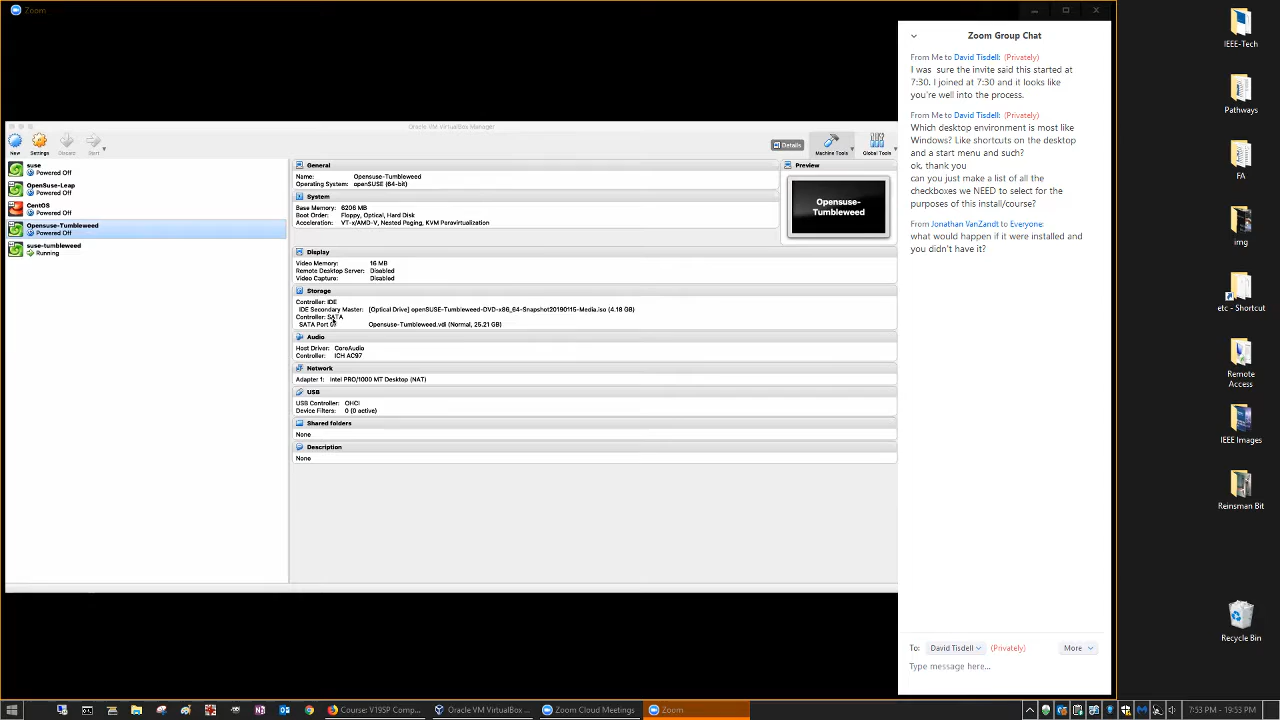 Zoom
Oracle VM VirtualBox Manager
New
Settings
Discard
Start
Details
Machine Tools
Global Tools
suse
Powered Off
OpenSuse-Leap
Powered Off
CentOS
Powered Off
Opensuse-Tumbleweed
Powered Off
suse-tumbleweed
Running
General
Name: Opensuse-Tumbleweed
Operating System: openSUSE (64-bit)
System
Base Memory: 6206 MB
Boot Order: Floppy, Optical, Hard Disk
Acceleration: VT-x/AMD-V, Nested Paging, KVM Paravirtualization
Preview
Opensuse-
Tumbleweed
Display
Video Memory: 16 MB
Remote Desktop Server: Disabled
Video Capture: Disabled
Storage
Controller: IDE
IDE Secondary Master: [Optical Drive] openSUSE-Tumbleweed-DVD-x86_64-Snapshot20190115-Media.iso (4.18 GB)
Controller: SATA
SATA Port 0: Opensuse-Tumbleweed.vdi (Normal, 25.21 GB)
Audio
Host Driver: CoreAudio
Controller: ICH AC97
Network
Adapter 1: Intel PRO/1000 MT Desktop (NAT)
USB
USB Controller: OHCI
Device Filters: 0 (0 active)
Shared folders
None
Description
None
Zoom Group Chat
From Me to David Tisdell: (Privately)
I was sure the invite said this started at
7:30. I joined at 7:30 and it looks like
you're well into the process.
From Me to David Tisdell: (Privately)
Which desktop environment is most like
Windows? Like shortcuts on the desktop
and a start menu and such?
ok, thank you
can you just make a list of all the
checkboxes we NEED to select for the
purposes of this install/course?
From Jonathan VanZandt to Everyone:
what would happen if it were installed and
you didn't have it?
To: David Tisdell (Privately)
More
Type message here...
IEEE-Tech
Pathways
FA
img
etc - Shortcut
Remote
Access
IEEE Images
Reinsman Bit
Recycle Bin
Course: V19SP Comp...
Oracle VM VirtualBox ...
Zoom Cloud Meetings
Zoom
7:53 PM - 19:53 PM